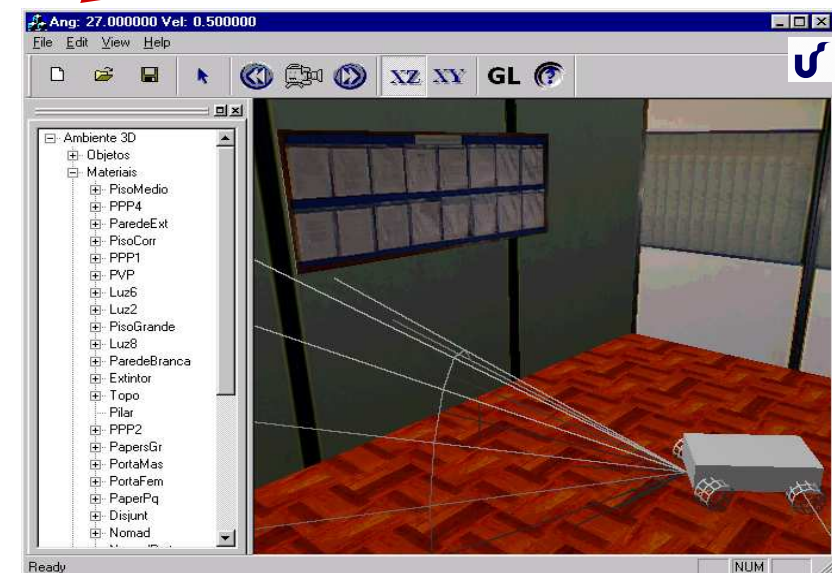 Ang: 27.000000 Vel: 0.500000
File Edit View Help
XZ XY GL
Ambiente 3D
Objetos
Materiais
PisoMedio
PPP4
ParedeExt
PisoCorr
PPP1
PVP
Luz6
Luz2
PisoGrande
Luz8
ParedeBranca
Extintor
Topo
Pilar
PPP2
PapersGr
PortaMas
PortaFem
PaperPq
Disjunt
Nomad
Ready NUM